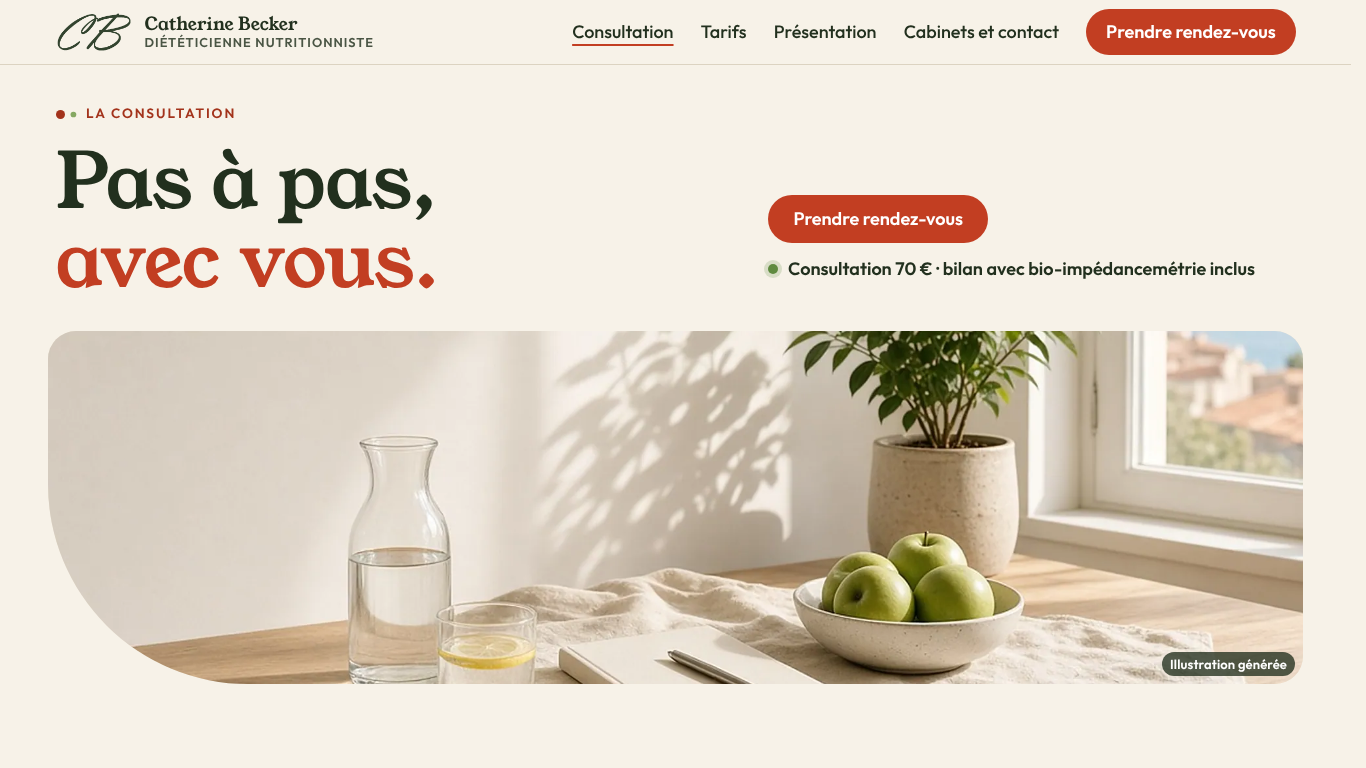 CB
Catherine Becker
DIÉTÉTICIENNE NUTRITIONNISTE
Consultation
Tarifs
Présentation
Cabinets et contact
Prendre rendez-vous
LA CONSULTATION
Pas à pas,
avec vous.
Prendre rendez-vous
Consultation 70 € · bilan avec bio-impédancemétrie inclus
Illustration générée